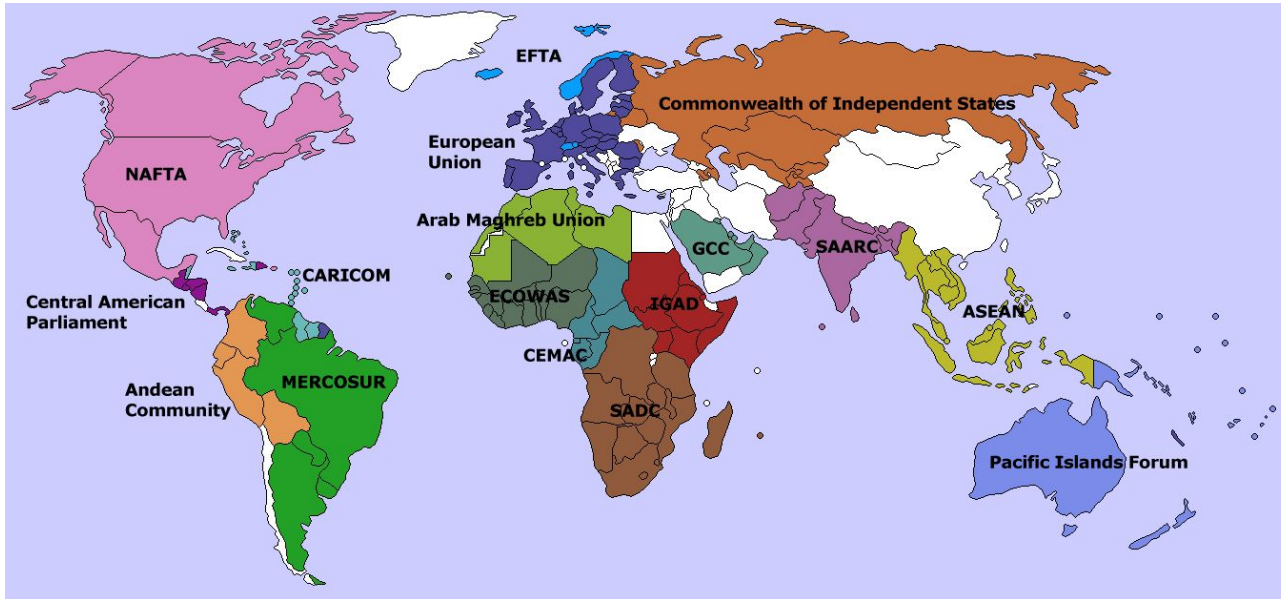 EFTA
Commonwealth of Independent States
European
Union
NAFTA
Arab Maghreb Union
GCC
SAARC
CARICOM
ECOWAS
IGAD
Central American
Parliament
ASEAN
CEMAC
MERCOSUR
Andean
Community
SADC
Pacific Islands Forum